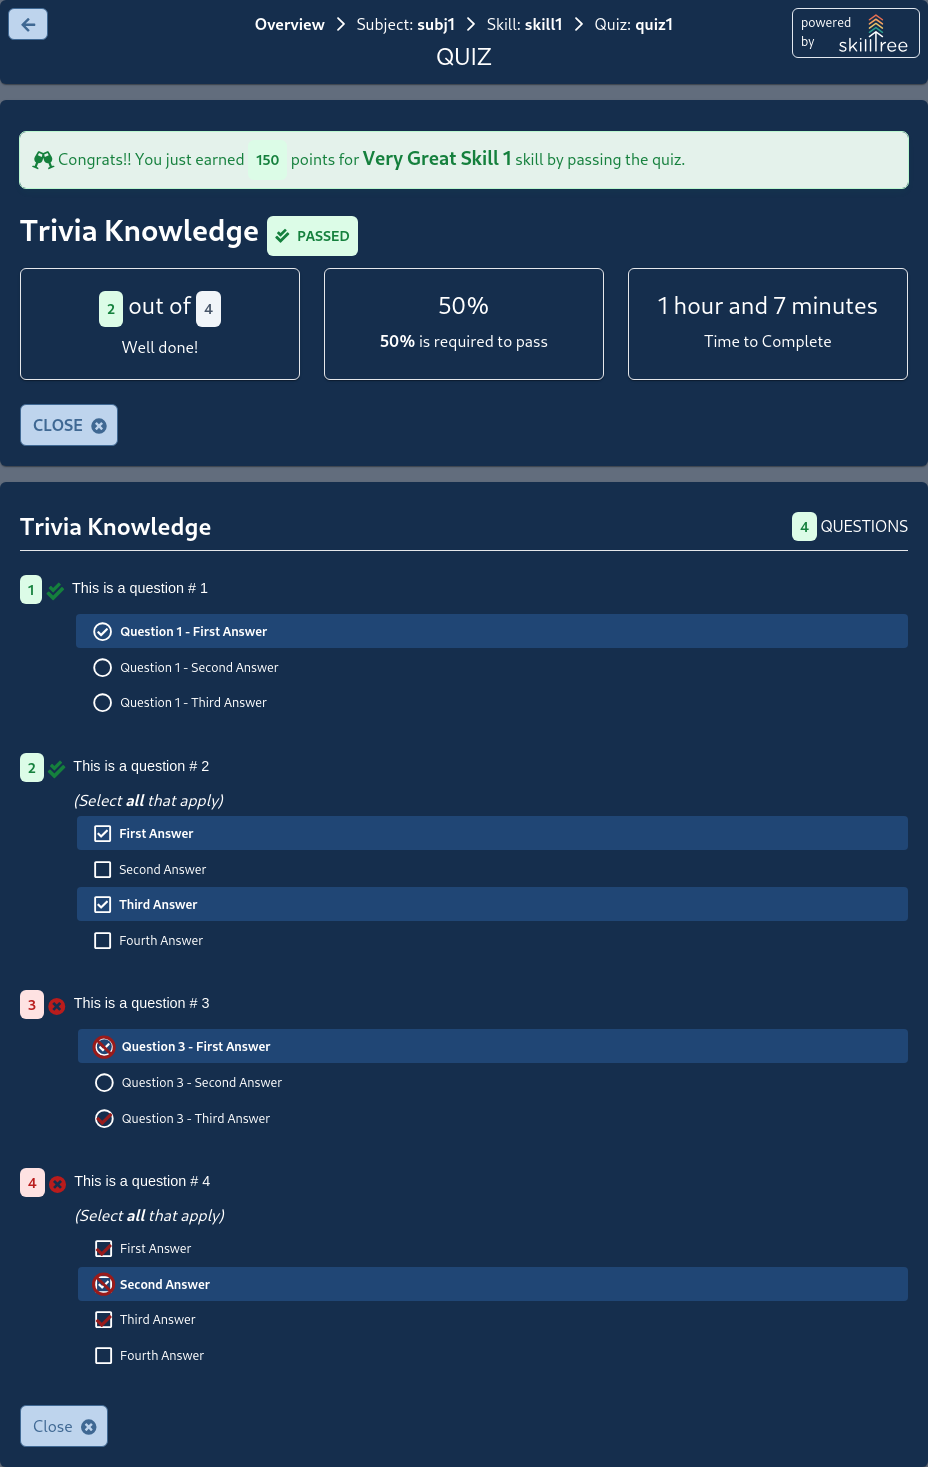 Overview > Subject: subj1 > Skill: skill1 > Quiz: quiz1
QUIZ
powered
by skilltree
Congrats!! You just earned 150 points for Very Great Skill 1 skill by passing the quiz.
Trivia Knowledge PASSED
2 out of 4
Well done!
50%
50% is required to pass
1 hour and 7 minutes
Time to Complete
CLOSE
Trivia Knowledge
4 QUESTIONS
1 This is a question # 1
Question 1 - First Answer
Question 1 - Second Answer
Question 1 - Third Answer
2 This is a question # 2
(Select all that apply)
First Answer
Second Answer
Third Answer
Fourth Answer
3 This is a question # 3
Question 3 - First Answer
Question 3 - Second Answer
Question 3 - Third Answer
4 This is a question # 4
(Select all that apply)
First Answer
Second Answer
Third Answer
Fourth Answer
Close